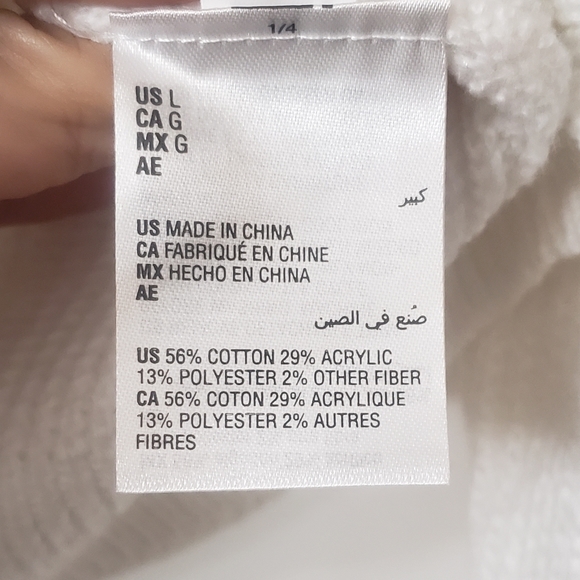 1/4
US L
CA G
MX G
AE
كبير
US MADE IN CHINA
CA FABRIQUÉ EN CHINE
MX HECHO EN CHINA
AE
صُنع في الصين
US 56% COTTON 29% ACRYLIC
13% POLYESTER 2% OTHER FIBER
CA 56% COTON 29% ACRYLIQUE
13% POLYESTER 2% AUTRES
FIBRES